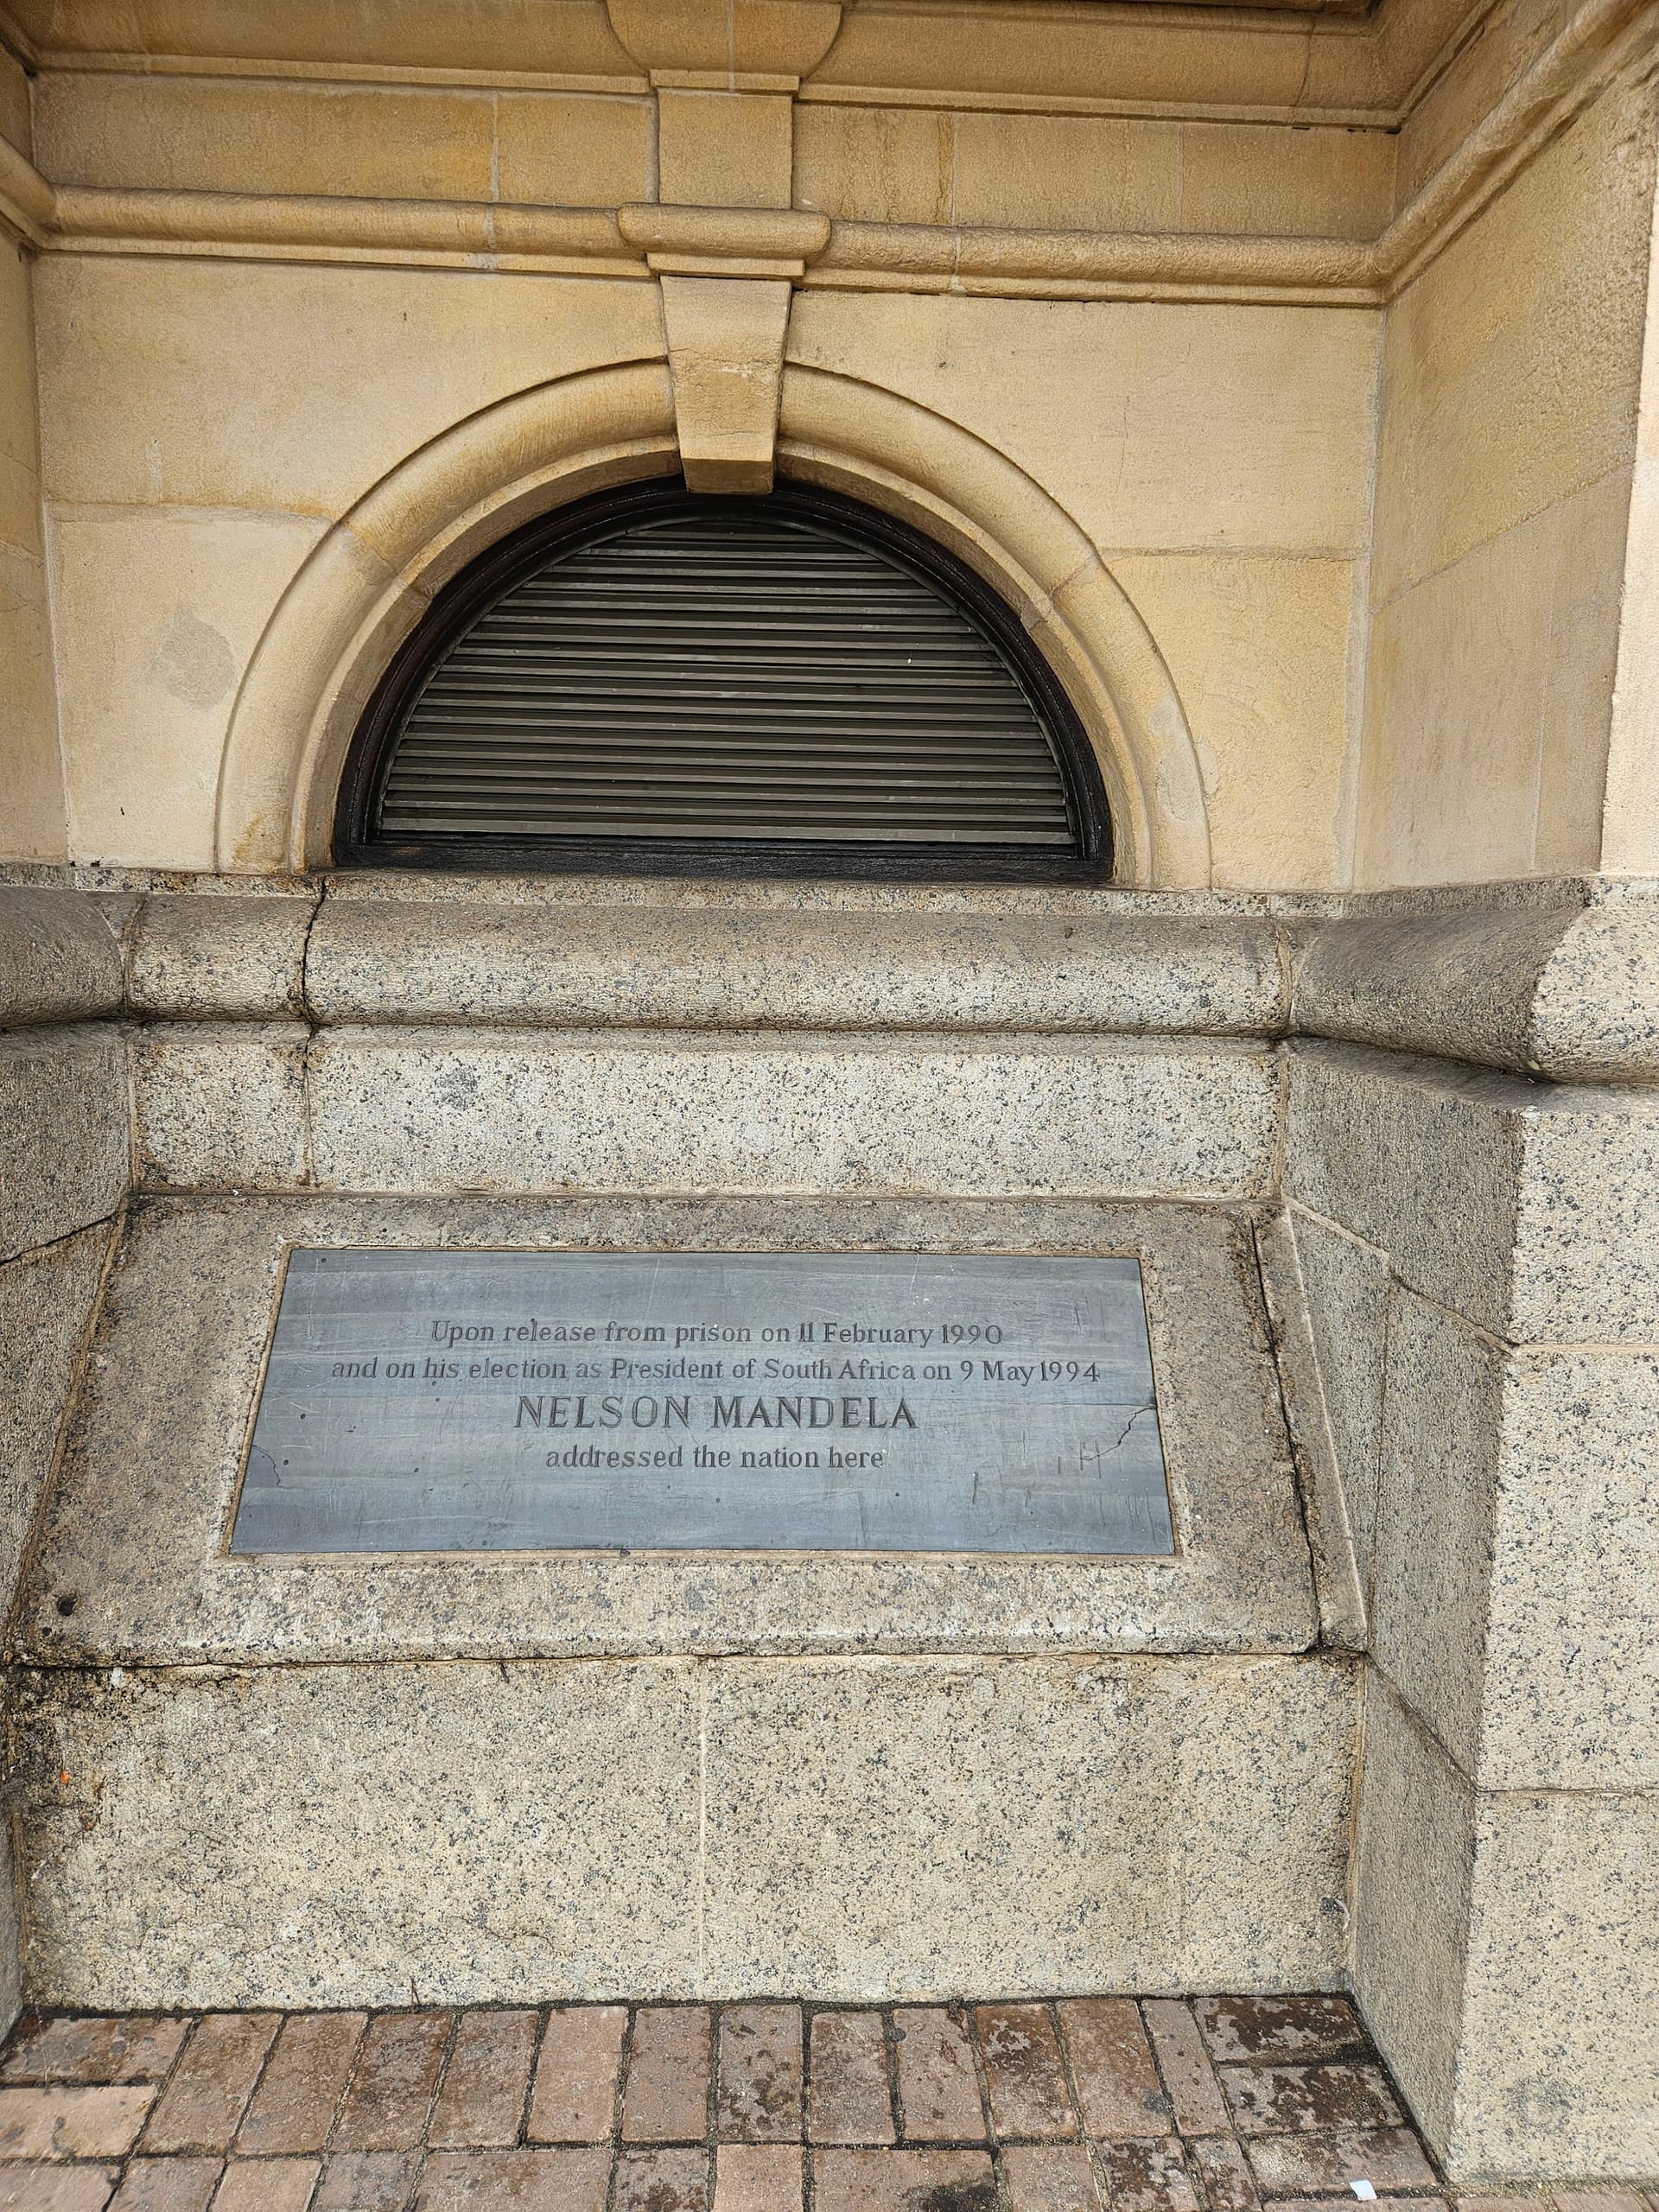 Upon release from prison on 11 February 1990
and on his election as President of South Africa on 9 May 1994
NELSON MANDELA
addressed the nation here